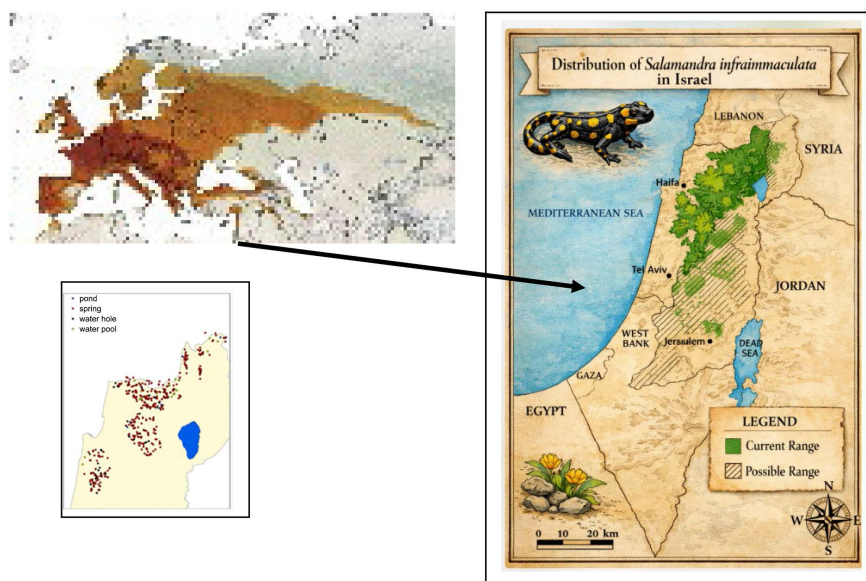 pond
spring
water hole
water pool
Distribution of Salamandra infraimmaculata
in Israel
LEBANON
SYRIA
Haifa
MEDITERRANEAN SEA
Tel Aviv
JORDAN
WEST
BANK
Jersulem
DEAD
SEA
GAZA
EGYPT
LEGEND
Current Range
Possible Range
N
W
E
S
0 10 20 km